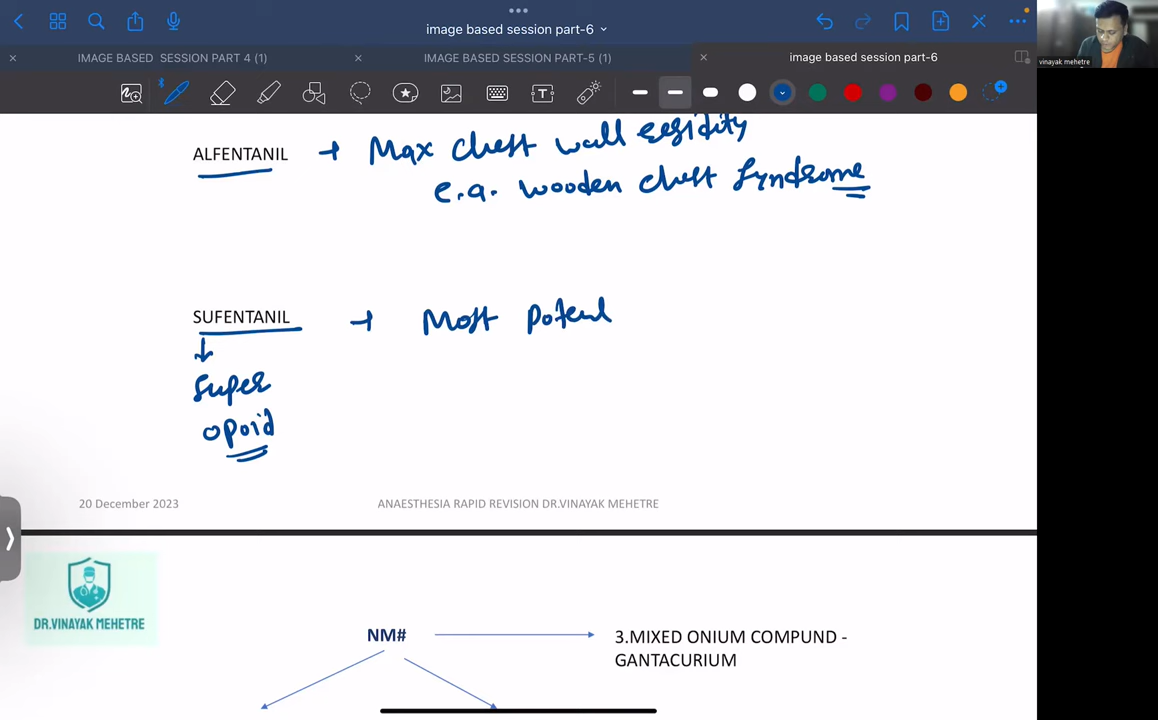 image based session part-6
IMAGE BASED SESSION PART 4 (1)
IMAGE BASED SESSION PART-5 (1)
image based session part-6
vinayak mehetre
ALFENTANIL → Max chest wall rigidity
e.g. wooden chest syndrome
SUFENTANIL → Most potent
Super
opoid
20 December 2023
ANAESTHESIA RAPID REVISION DR.VINAYAK MEHETRE
DR.VINAYAK MEHETRE
NM#
3.MIXED ONIUM COMPUND -
GANTACURIUM